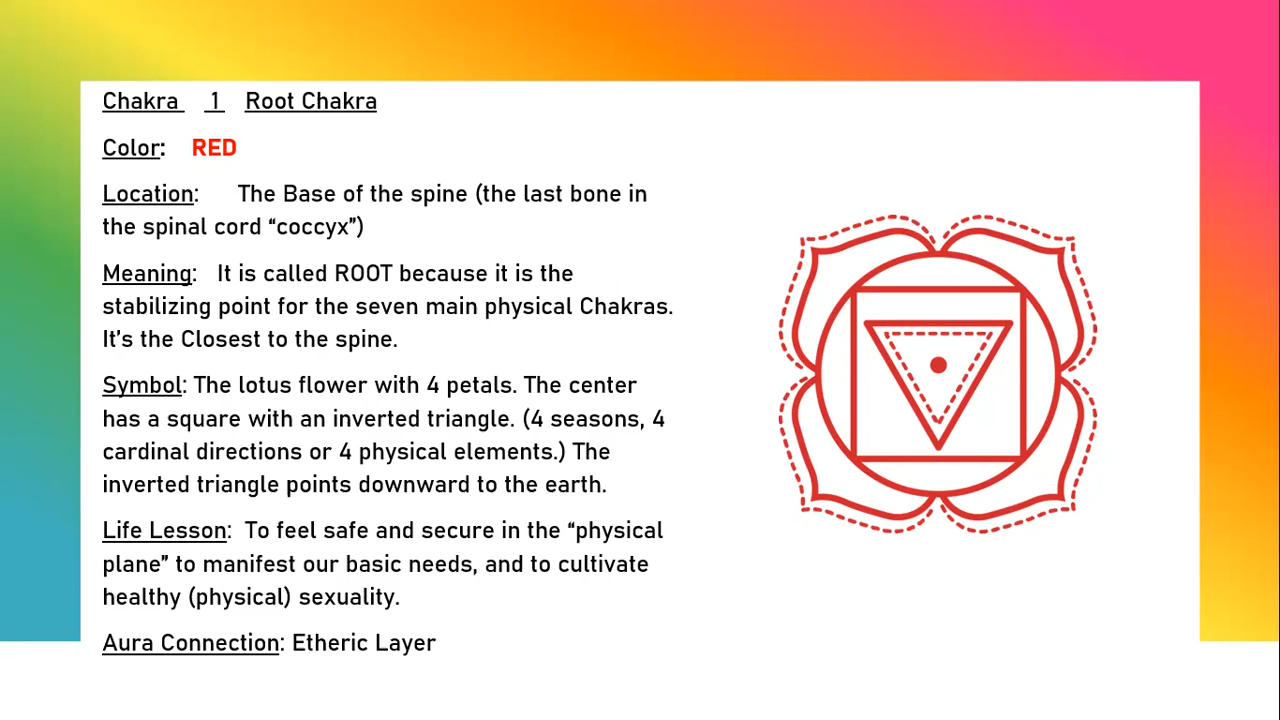 Chakra 1 Root Chakra
Color: RED
Location: The Base of the spine (the last bone in
the spinal cord “coccyx”)
Meaning: It is called ROOT because it is the
stabilizing point for the seven main physical Chakras.
It’s the Closest to the spine.
Symbol: The lotus flower with 4 petals. The center
has a square with an inverted triangle. (4 seasons, 4
cardinal directions or 4 physical elements.) The
inverted triangle points downward to the earth.
Life Lesson: To feel safe and secure in the “physical
plane” to manifest our basic needs, and to cultivate
healthy (physical) sexuality.
Aura Connection: Etheric Layer